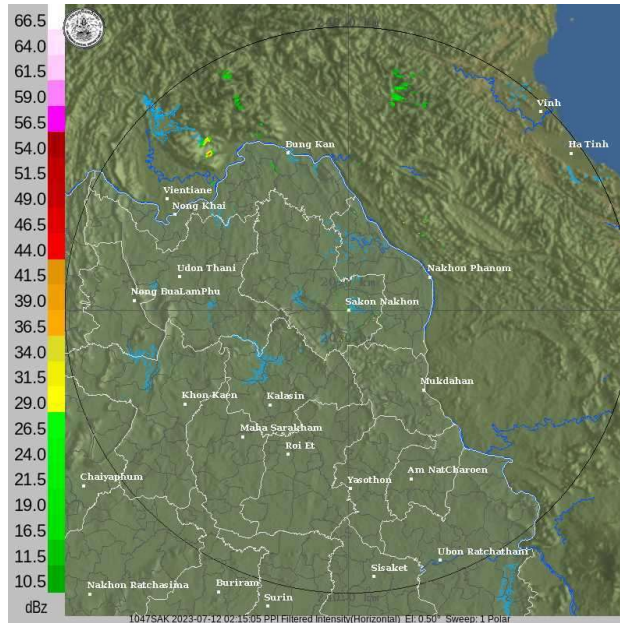 66.5
64.0
61.5
59.0
56.5
54.0
51.5
49.0
46.5
44.0
41.5
39.0
36.5
34.0
31.5
29.0
26.5
24.0
21.5
19.0
16.5
11.5
10.5
dBz
Vinh
Ha Tinh
Bung Kan
Vientiane
Nong Khai
Udon Thani
Nakhon Phanom
Nong BuaLamPhu
Sakon Nakhon
Mukdahan
Khon Kaen
Kalasin
Maha Sarakham
Roi Et
Chaiyaphum
Am NatCharoen
Yasothon
Ubon Ratchathani
Sisaket
Nakhon Ratchasima
Buriram
Surin
1047SAK 2023-07-12 02:15:05 PPI Filtered Intensity(Horizontal) El: 0.50° Sweep: 1 Polar